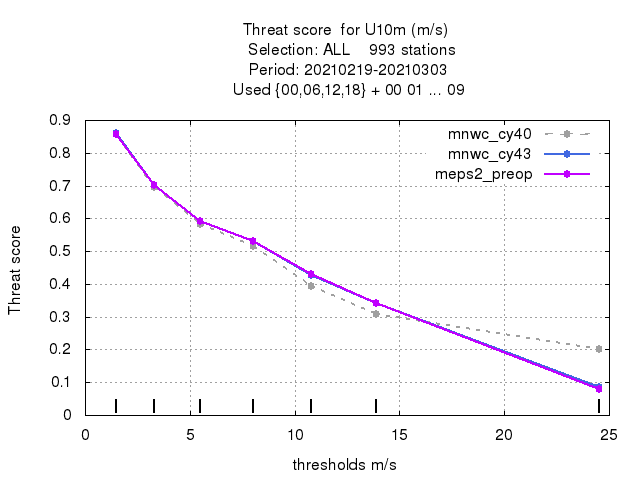 Threat score  for U10m (m/s)
Selection: ALL    993 stations
Period: 20210219-20210303
Used {00,06,12,18} + 00 01 ... 09
mnwc_cy40
mnwc_cy43
meps2_preop
Threat score
0.9
0.8
0.7
0.6
0.5
0.4
0.3
0.2
0.1
0
0 5 10 15 20 25
thresholds m/s